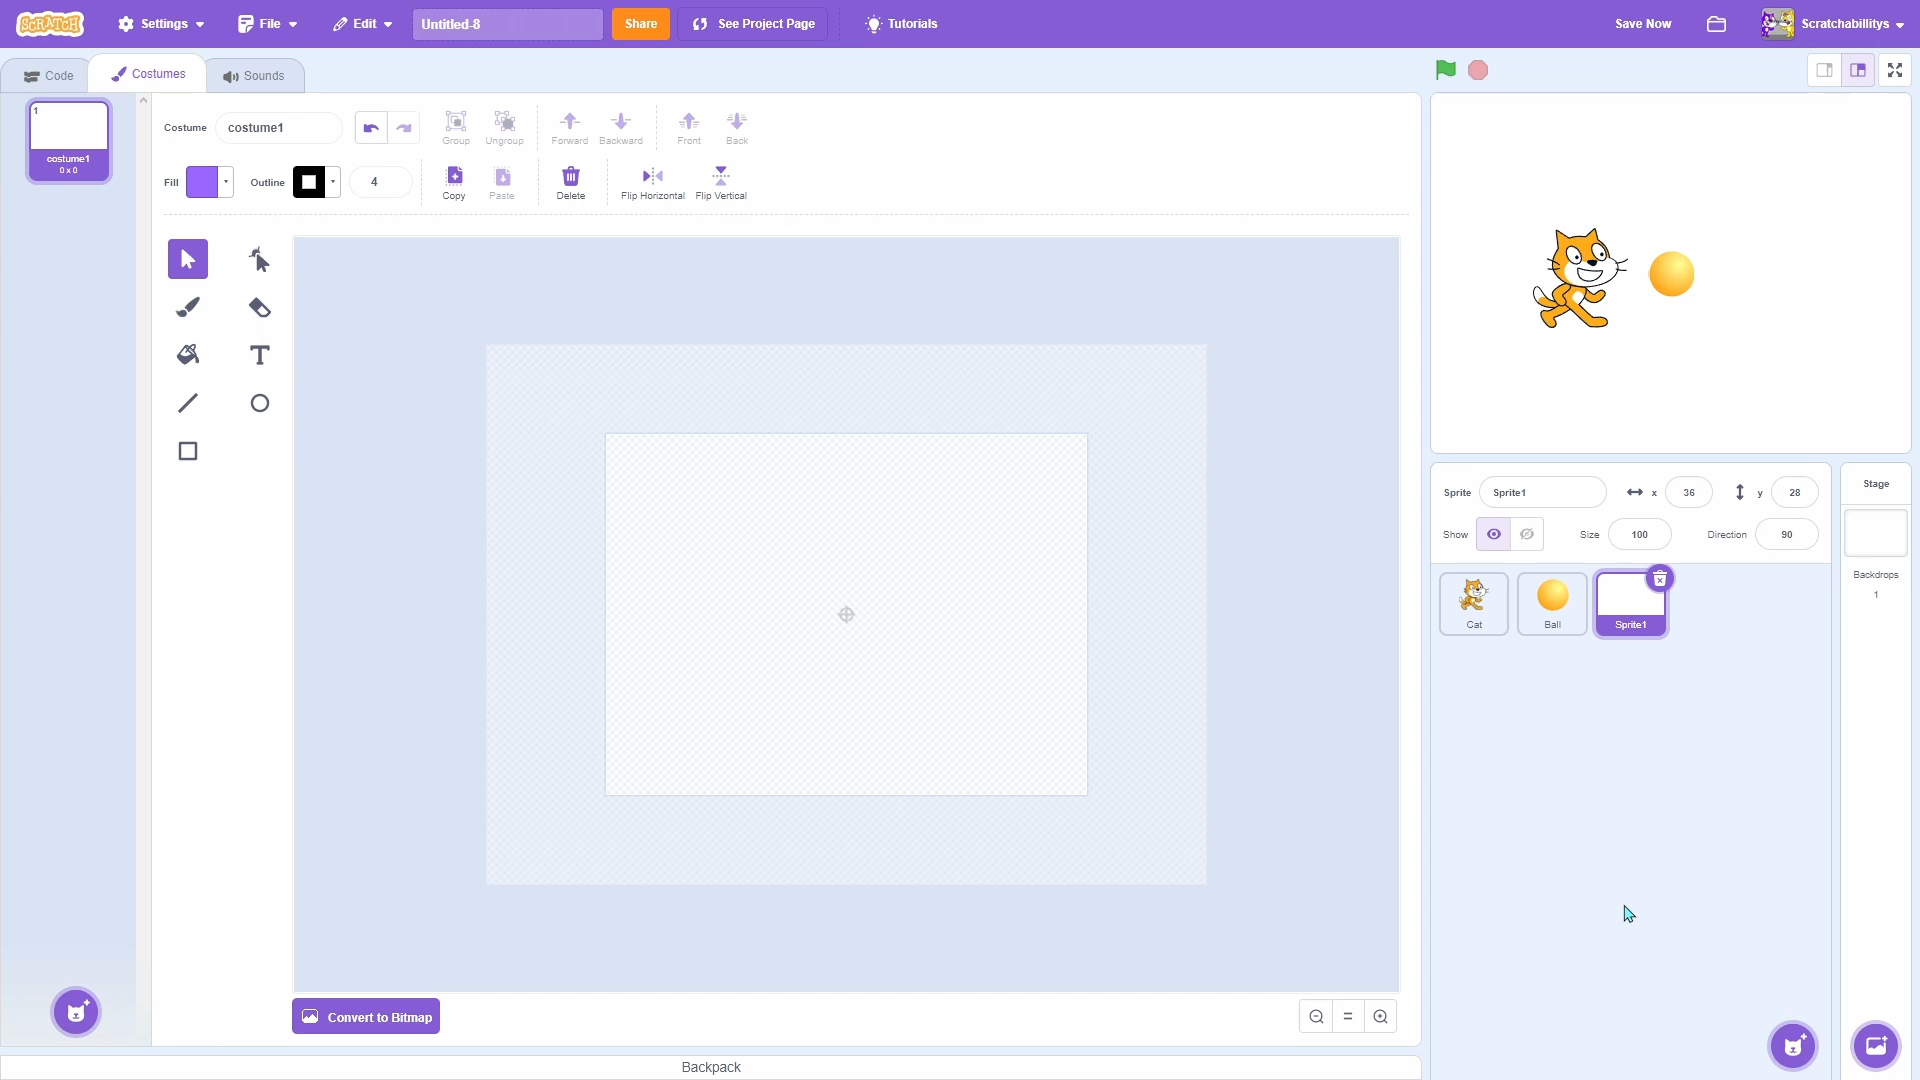 SCRATCH
Settings
File
Edit
Untitled-8
Share
See Project Page
Tutorials
Save Now
Scratchabillitys
Code
Costumes
Sounds
1
costume1
0 x 0
Costume
costume1
Group
Ungroup
Forward
Backward
Front
Back
Fill
Outline
4
Copy
Paste
Delete
Flip Horizontal
Flip Vertical
T
Convert to Bitmap
=
Backpack
Sprite
Sprite1
x
36
y
28
Show
Size
100
Direction
90
Cat
Ball
Sprite1
Stage
Backdrops
1